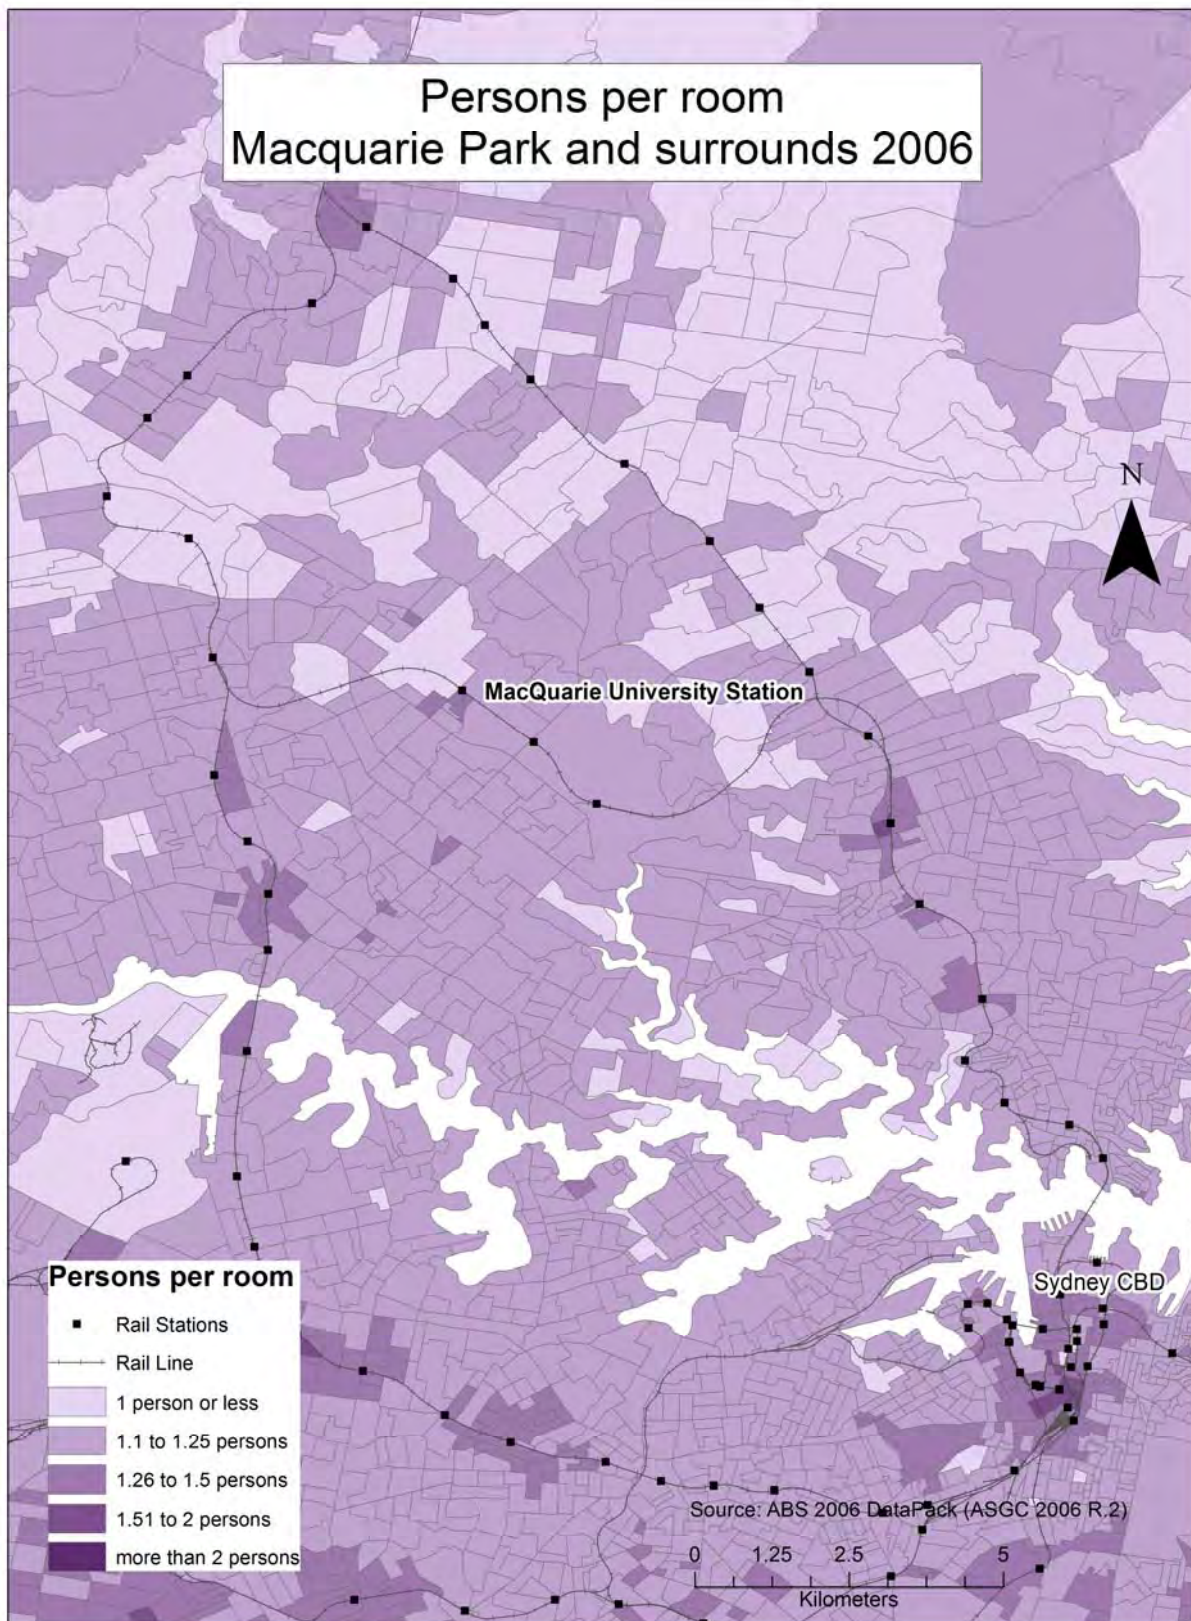 Persons per room
Macquarie Park and surrounds 2006
N
MacQuarie University Station
Sydney CBD
Persons per room
Rail Stations
Rail Line
1 person or less
1.1 to 1.25 persons
1.26 to 1.5 persons
1.51 to 2 persons
more than 2 persons
Source: ABS 2006 DataPack (ASGC 2006 R.2)
0 1.25 2.5 5
Kilometers